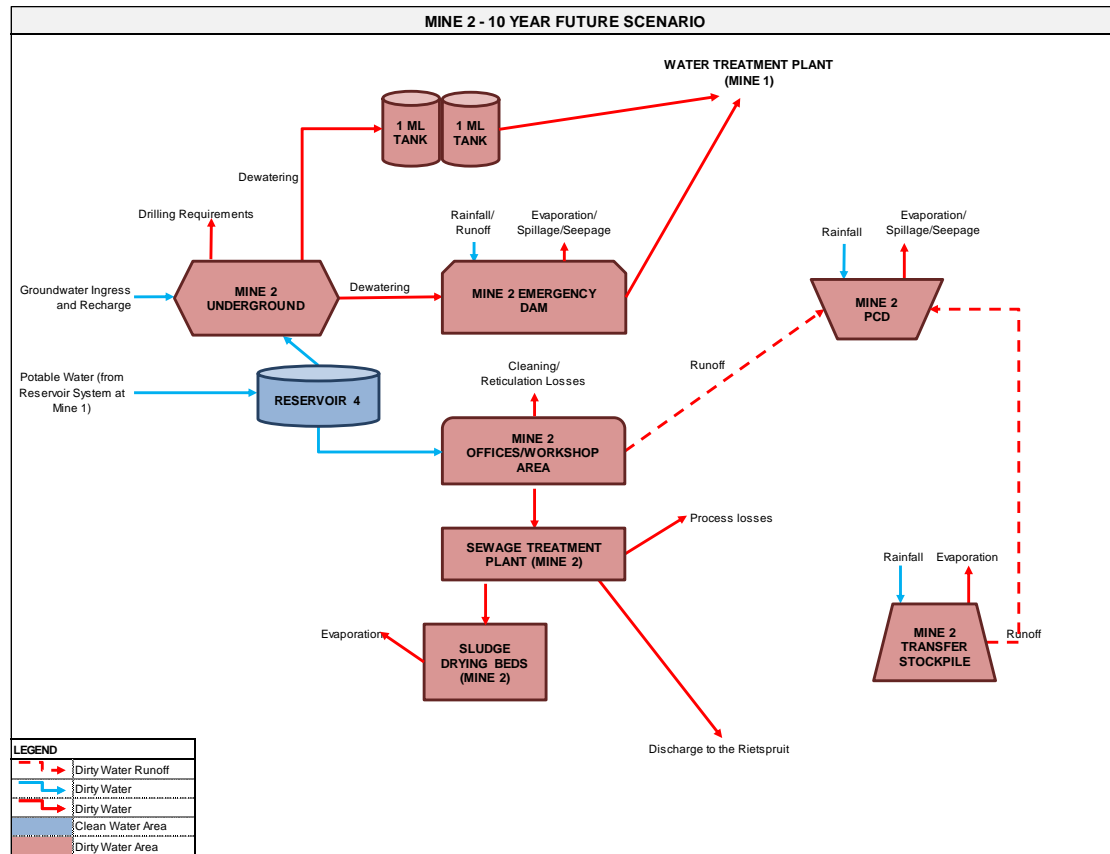 MINE 2 - 10 YEAR FUTURE SCENARIO
WATER TREATMENT PLANT
(MINE 1)
1 ML
TANK
1 ML
TANK
Dewatering
Drilling Requirements
Rainfall/
Runoff
Evaporation/
Spillage/Seepage
Rainfall
Evaporation/
Spillage/Seepage
Groundwater Ingress
and Recharge
MINE 2
UNDERGROUND
Dewatering
MINE 2 EMERGENCY
DAM
MINE 2
PCD
Potable Water (from
Reservoir System at
Mine 1)
RESERVOIR 4
Cleaning/
Reticulation Losses
Runoff
MINE 2
OFFICES/WORKSHOP
AREA
Process losses
SEWAGE TREATMENT
PLANT (MINE 2)
Rainfall
Evaporation
Evaporation
SLUDGE
DRYING BEDS
(MINE 2)
MINE 2
TRANSFER
STOCKPILE
Runoff
Discharge to the Rietspruit
LEGEND
Dirty Water Runoff
Dirty Water
Dirty Water
Clean Water Area
Dirty Water Area